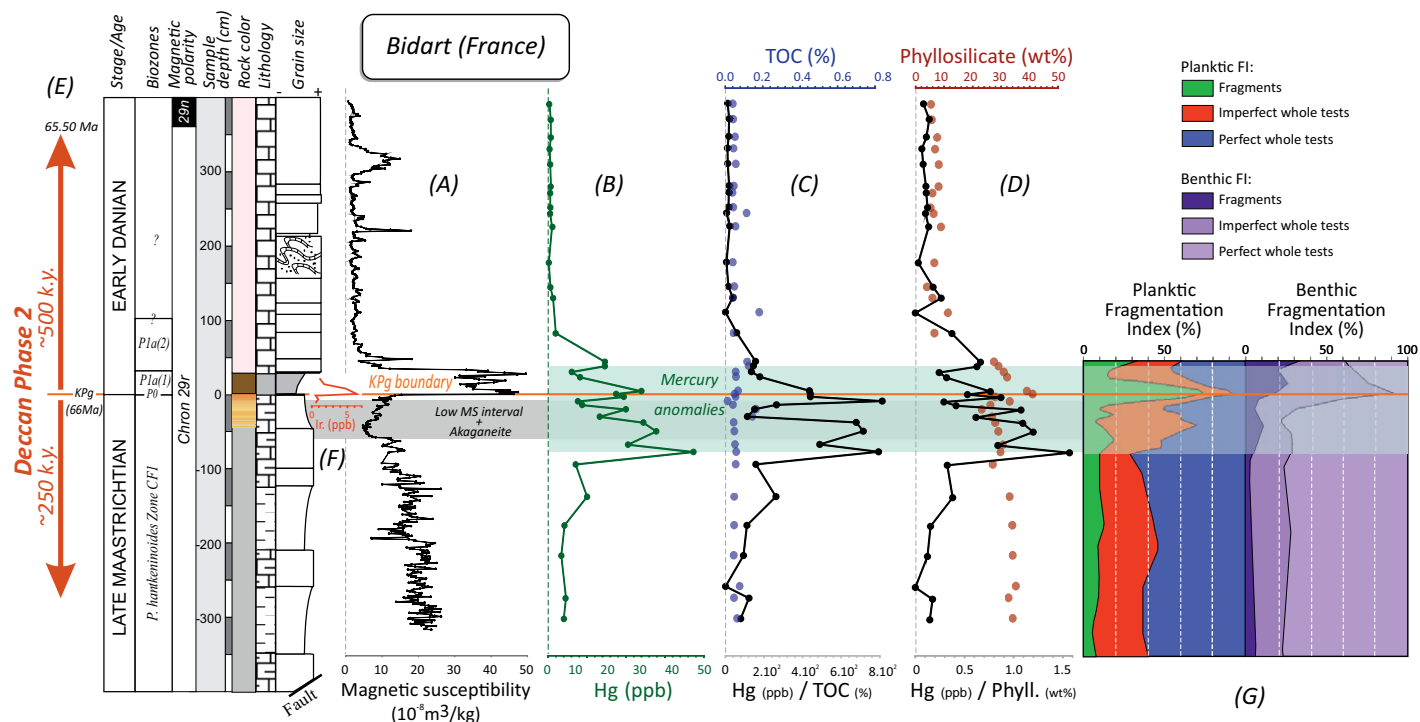 Bidart (France)
(E)
Stage/Age
Biozones
Magnetic polarity
Sample depth (cm)
Rock color
Lithology
Grain size
- +
TOC (%)
0.0 0.2 0.4 0.6 0.8
Phyllosilicate (wt%)
0 10 20 30 40 50
Planktic FI:
Fragments
Imperfect whole tests
Perfect whole tests
Benthic FI:
Fragments
Imperfect whole tests
Perfect whole tests
65.50 Ma
29n
(A)
(B)
(C)
(D)
300
200
100
0
-100
-200
-300
Deccan Phase 2
~500 k.y.
~250 k.y.
EARLY DANIAN
LATE MAASTRICHTIAN
?
?
P1a(2)
P1a(1)
P0
P. hantkeninoides Zone CF1
Chron 29r
KPg
(66Ma)
KPg boundary
0 5
Ir. (ppb)
(F)
Low MS interval
+
Akaganeite
Mercury
anomalies
Planktic
Fragmentation
Index (%)
Benthic
Fragmentation
Index (%)
0 50 100 0 50 100
Fault
0 10 20 30 40 50
Magnetic susceptibility
(10⁻⁸m³/kg)
0 10 20 30 40 50
Hg (ppb)
0 2.10² 4.10² 6.10² 8.10²
Hg (ppb) / TOC (%)
0 0.5 1.0 1.5
Hg (ppb) / Phyll. (wt%)
(G)